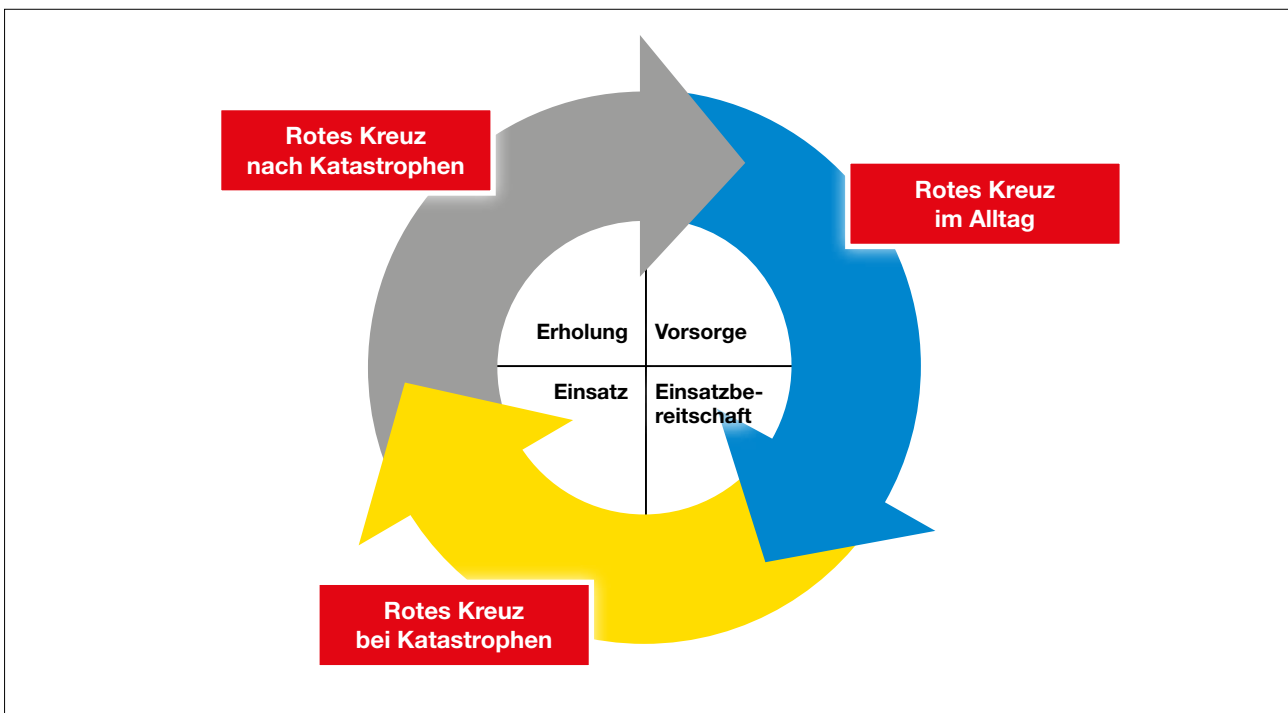 Rotes Kreuz
nach Katastrophen
Rotes Kreuz
im Alltag
Erholung
Vorsorge
Einsatz
Einsatzbe-
reitschaft
Rotes Kreuz
bei Katastrophen